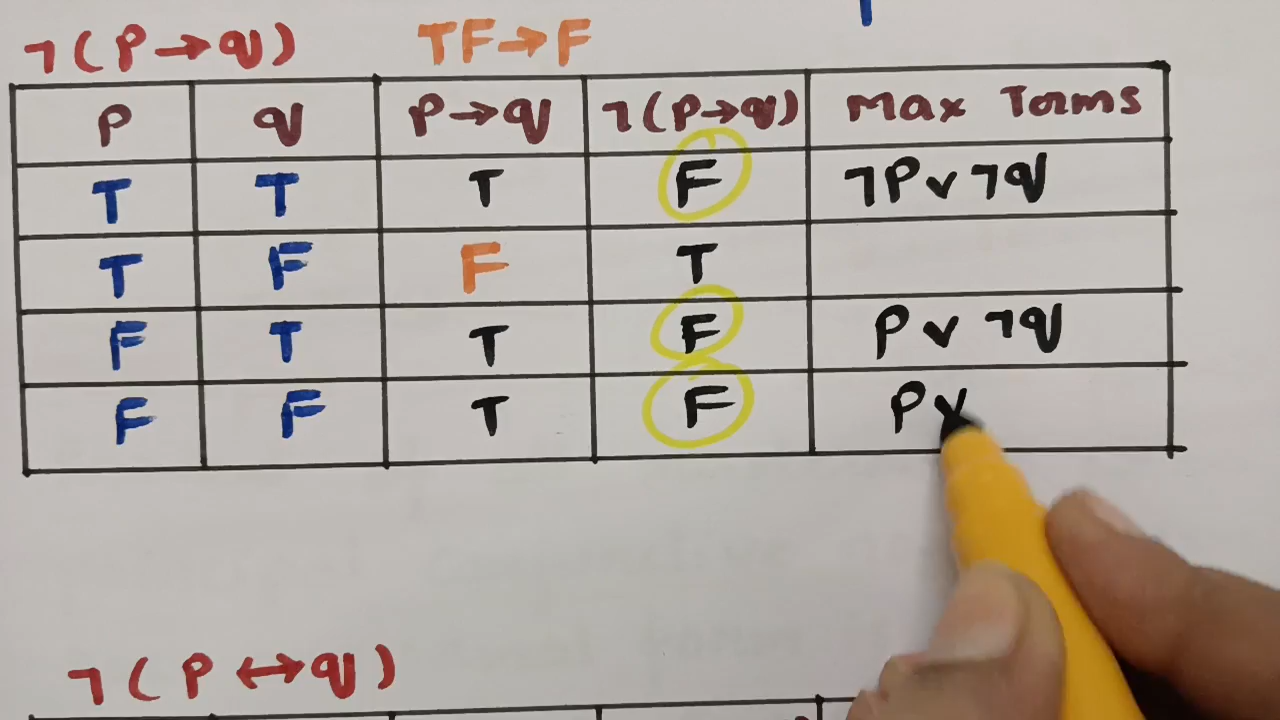 ¬(P→q) TF→F
P q P→q ¬(P→q) Max Terms
T T T F ¬P∨¬q
T F F T
F T T F P∨¬q
F F T F P∨
¬(P↔q)